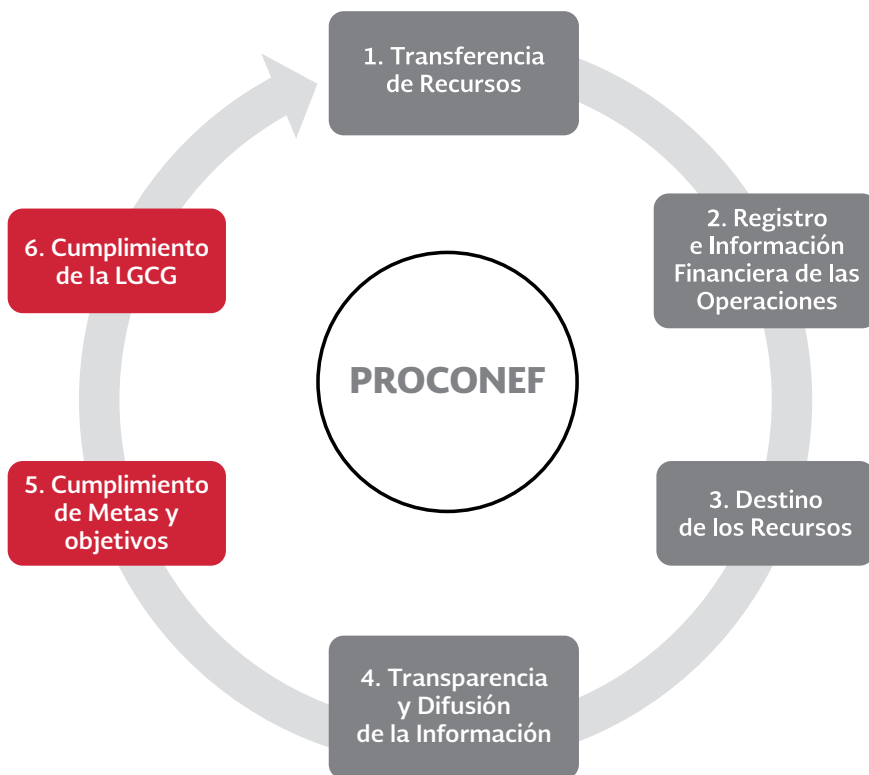 1. Transferencia
de Recursos
2. Registro
e Información
Financiera de las
Operaciones
3. Destino
de los Recursos
4. Transparencia
y Difusión
de la Información
5. Cumplimiento
de Metas y
objetivos
6. Cumplimiento
de la LGCG
PROCONEF